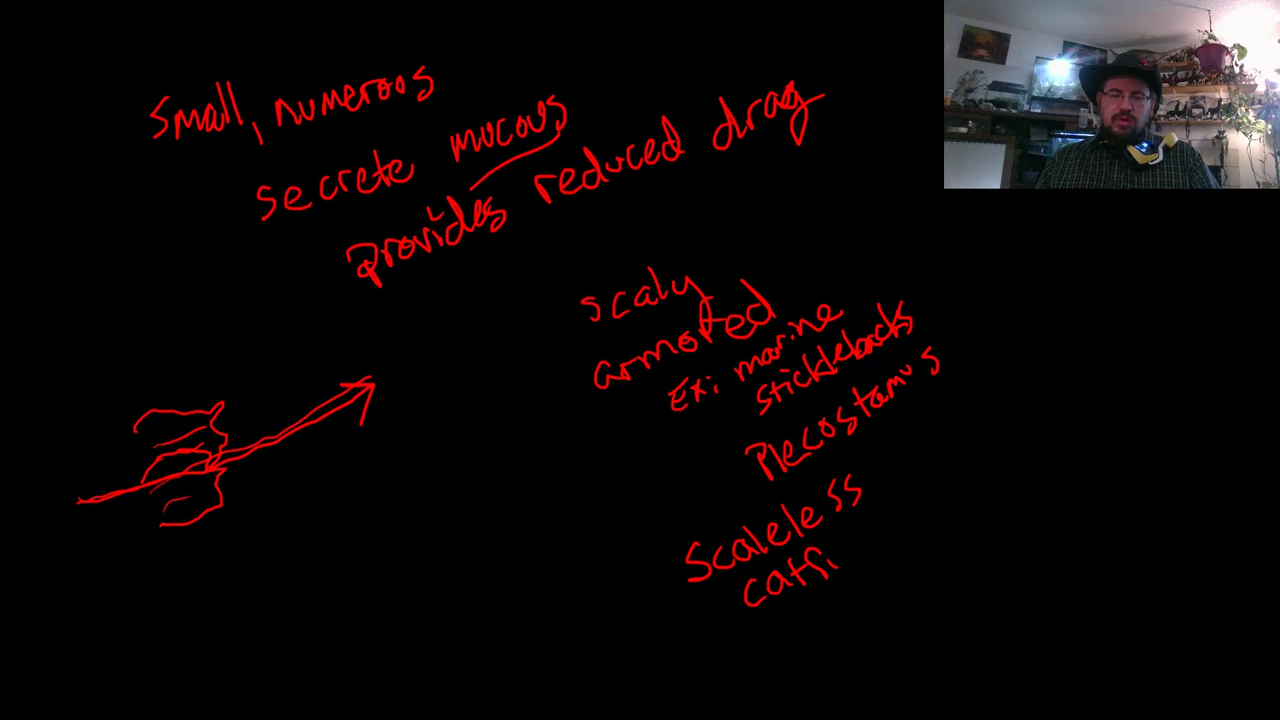 Small, numerous
secrete mucous
provides reduced drag
scaly
armored
Ex: marine
sticklebacks
Plecostamus
Scaleless
catfi